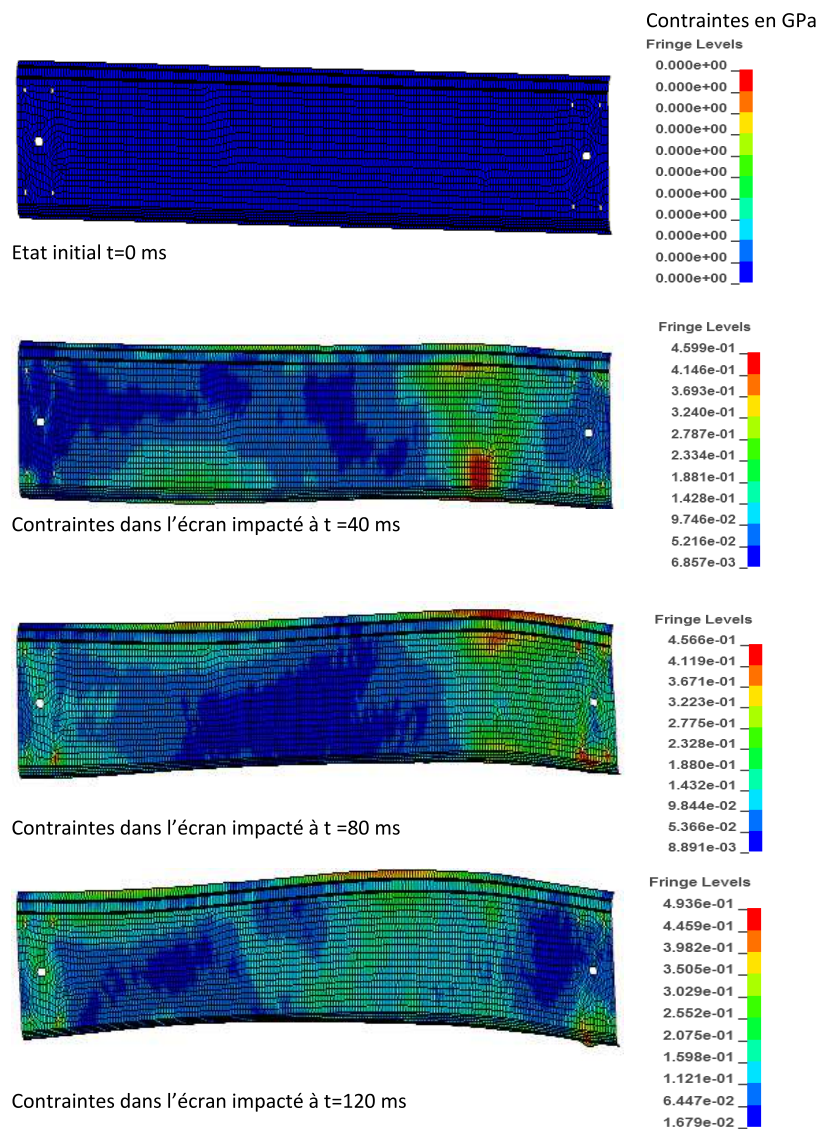 Contraintes en GPa
Fringe Levels
0.000e+00
0.000e+00
0.000e+00
0.000e+00
0.000e+00
0.000e+00
0.000e+00
0.000e+00
0.000e+00
0.000e+00
0.000e+00
Etat initial t=0 ms
Fringe Levels
4.599e-01
4.146e-01
3.693e-01
3.240e-01
2.787e-01
2.334e-01
1.881e-01
1.428e-01
9.746e-02
5.216e-02
6.857e-03
Contraintes dans l’écran impacté à t =40 ms
Fringe Levels
4.566e-01
4.119e-01
3.671e-01
3.223e-01
2.775e-01
2.328e-01
1.880e-01
1.432e-01
9.844e-02
5.366e-02
8.891e-03
Contraintes dans l’écran impacté à t =80 ms
Fringe Levels
4.936e-01
4.459e-01
3.982e-01
3.505e-01
3.029e-01
2.552e-01
2.075e-01
1.598e-01
1.121e-01
6.447e-02
1.679e-02
Contraintes dans l’écran impacté à t=120 ms